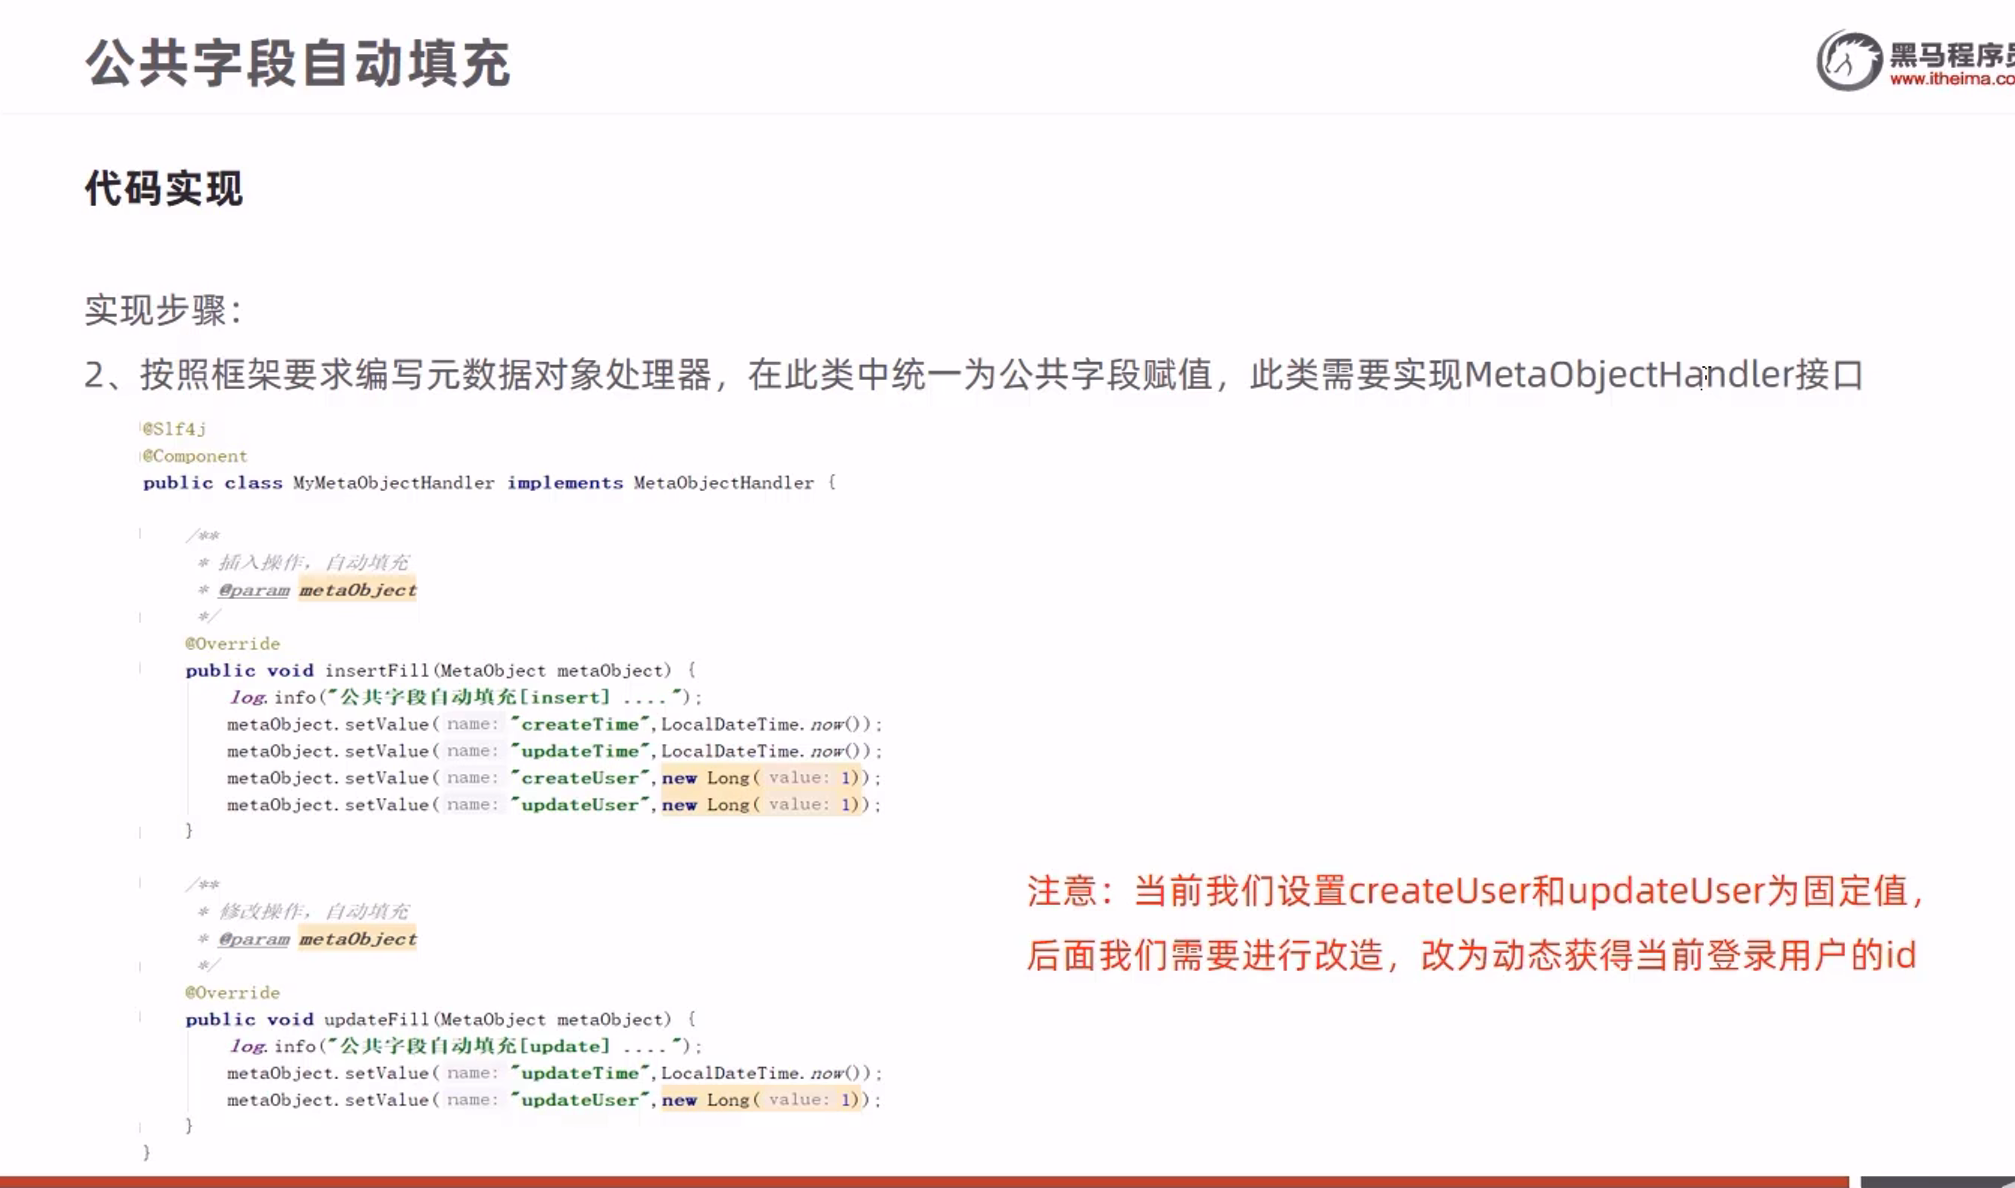 公共字段自动填充
黑马程序员
www.itheima.co
代码实现
实现步骤：
2、按照框架要求编写元数据对象处理器，在此类中统一为公共字段赋值，此类需要实现MetaObjectHandler接口
@Slf4j
@Component
public class MyMetaObjectHandler implements MetaObjectHandler {
/**
* 插入操作，自动填充
* @param metaObject
*/
@Override
public void insertFill(MetaObject metaObject) {
log.info("公共字段自动填充[insert] ....");
metaObject.setValue( name: "createTime",LocalDateTime.now());
metaObject.setValue( name: "updateTime",LocalDateTime.now());
metaObject.setValue( name: "createUser",new Long( value: 1));
metaObject.setValue( name: "updateUser",new Long( value: 1));
}
/**
* 修改操作，自动填充
* @param metaObject
*/
@Override
public void updateFill(MetaObject metaObject) {
log.info("公共字段自动填充[update] ....");
metaObject.setValue( name: "updateTime",LocalDateTime.now());
metaObject.setValue( name: "updateUser",new Long( value: 1));
}
}
注意：当前我们设置createUser和updateUser为固定值，
后面我们需要进行改造，改为动态获得当前登录用户的id